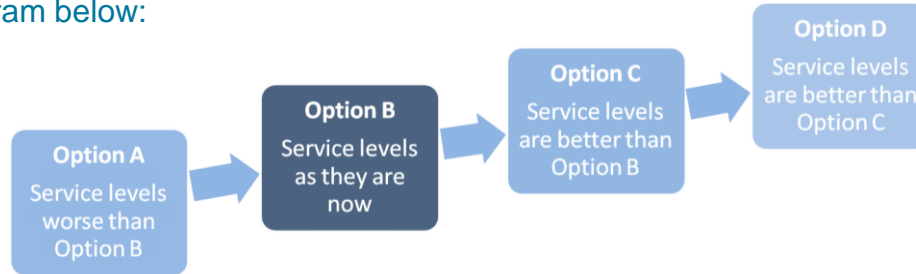 ram below:
Option A
Service levels
worse than
Option B
Option B
Service levels
as they are
now
Option C
Service levels
are better than
Option B
Option D
Service levels
are better than
Option C